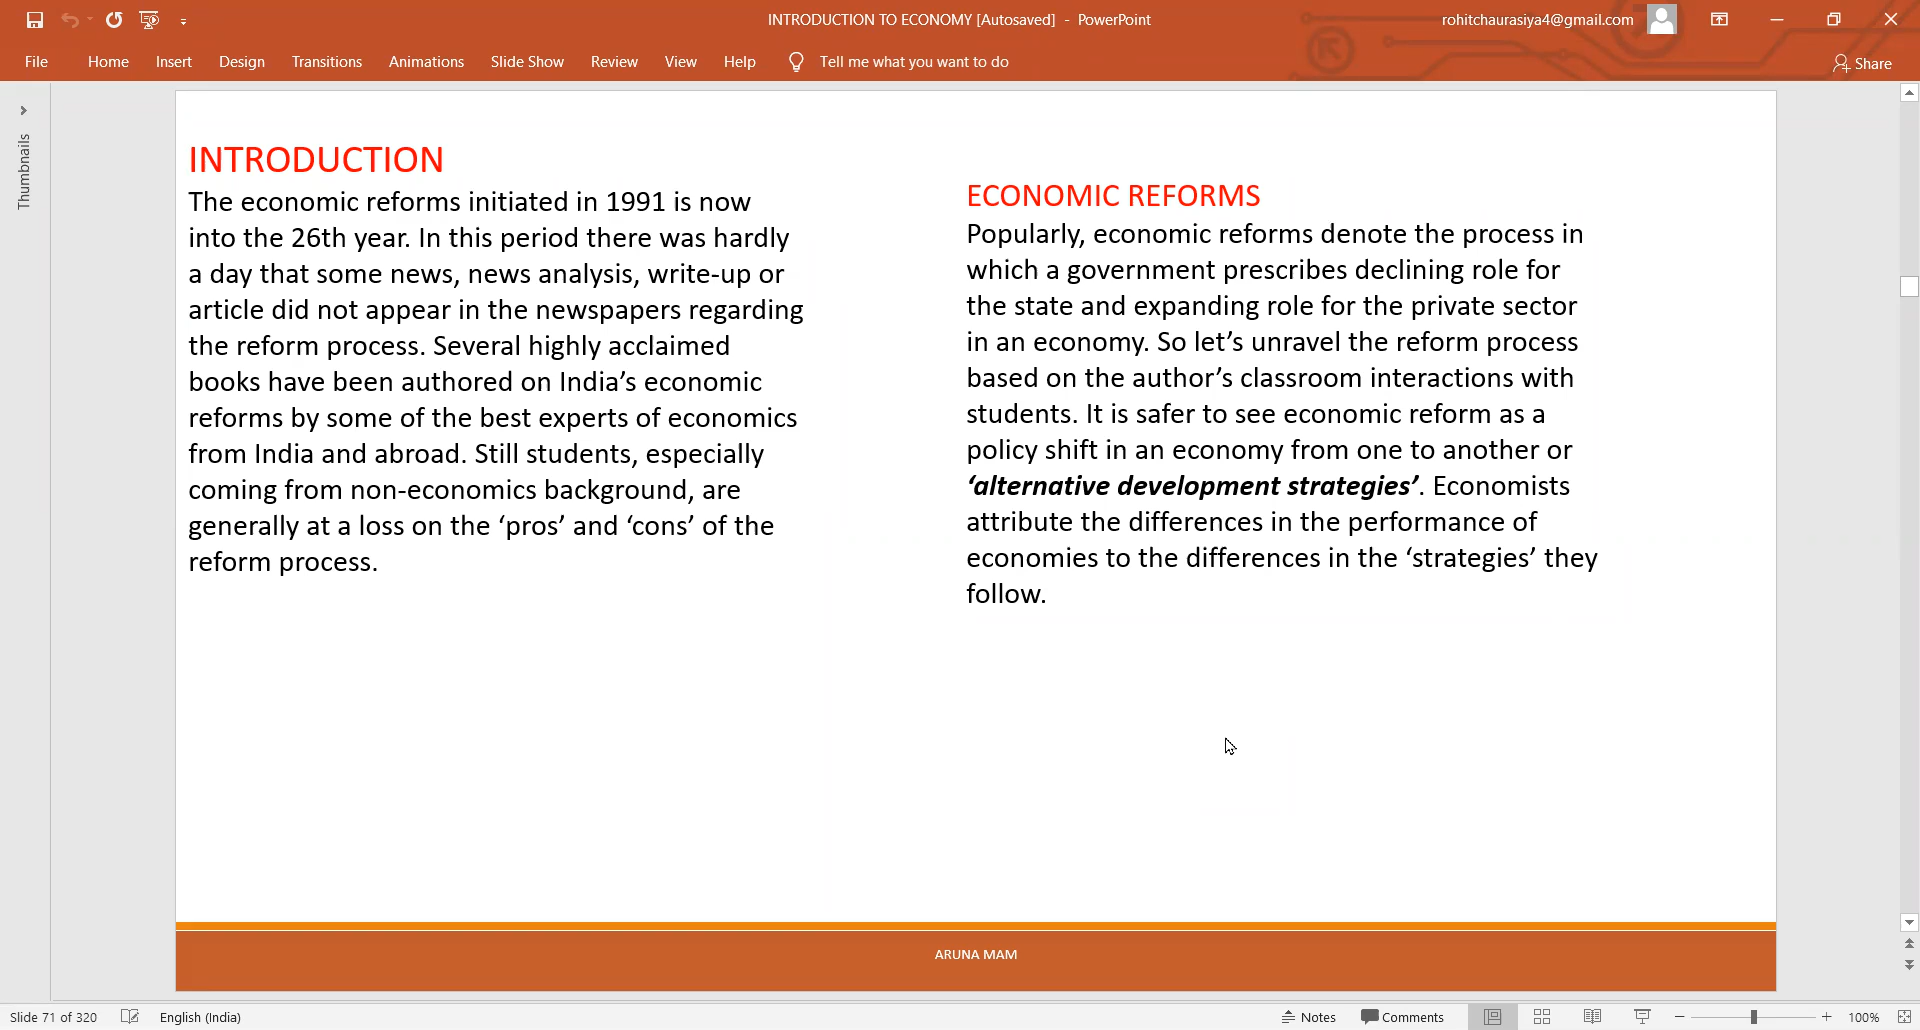 INTRODUCTION TO ECONOMY [Autosaved] - PowerPoint
rohitchaurasiya4@gmail.com
File Home Insert Design Transitions Animations Slide Show Review View Help Tell me what you want to do
Share
Thumbnails
INTRODUCTION
The economic reforms initiated in 1991 is now
into the 26th year. In this period there was hardly
a day that some news, news analysis, write-up or
article did not appear in the newspapers regarding
the reform process. Several highly acclaimed
books have been authored on India’s economic
reforms by some of the best experts of economics
from India and abroad. Still students, especially
coming from non-economics background, are
generally at a loss on the ‘pros’ and ‘cons’ of the
reform process.
ECONOMIC REFORMS
Popularly, economic reforms denote the process in
which a government prescribes declining role for
the state and expanding role for the private sector
in an economy. So let’s unravel the reform process
based on the author’s classroom interactions with
students. It is safer to see economic reform as a
policy shift in an economy from one to another or
‘alternative development strategies’. Economists
attribute the differences in the performance of
economies to the differences in the ‘strategies’ they
follow.
ARUNA MAM
Slide 71 of 320 English (India) Notes Comments 100%